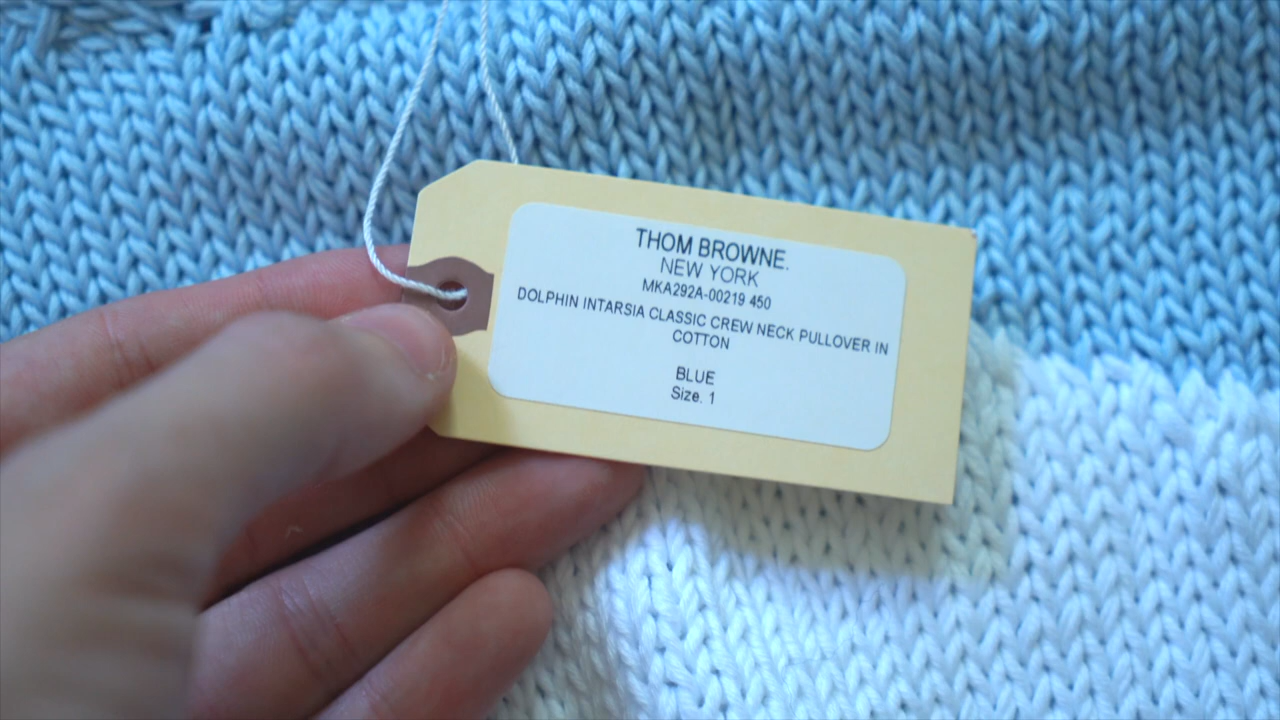 THOM BROWNE.
NEW YORK
MKA292A-00219 450
DOLPHIN INTARSIA CLASSIC CREW NECK PULLOVER IN
COTTON
BLUE
Size. 1